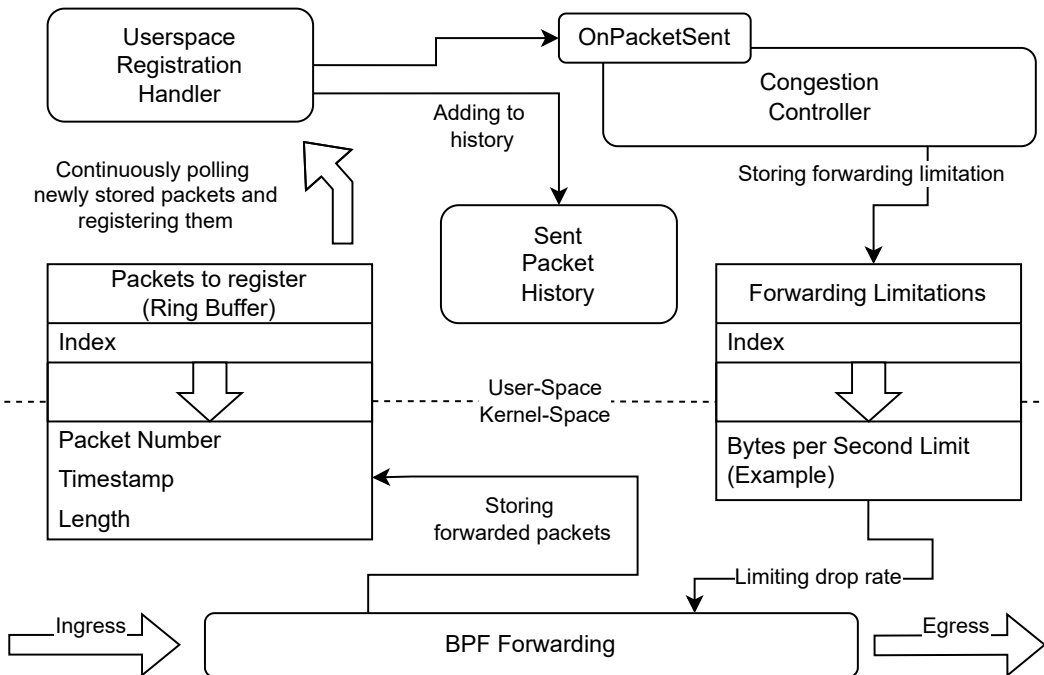 Userspace
Registration
Handler
OnPacketSent
Congestion
Controller
Adding to
history
Continuously polling
newly stored packets and
registering them
Storing forwarding limitation
Sent
Packet
History
Packets to register
(Ring Buffer)
Index
Forwarding Limitations
Index
User-Space
Kernel-Space
Packet Number
Timestamp
Length
Bytes per Second Limit
(Example)
Storing
forwarded packets
Limiting drop rate
Ingress
BPF Forwarding
Egress